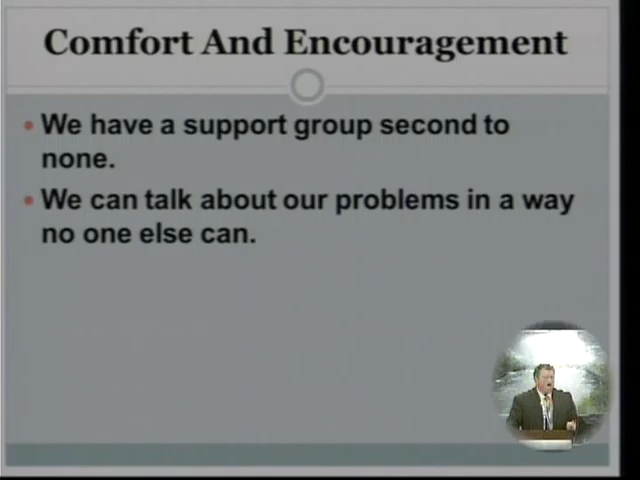 Comfort And Encouragement
We have a support group second to
none.
We can talk about our problems in a way
no one else can.